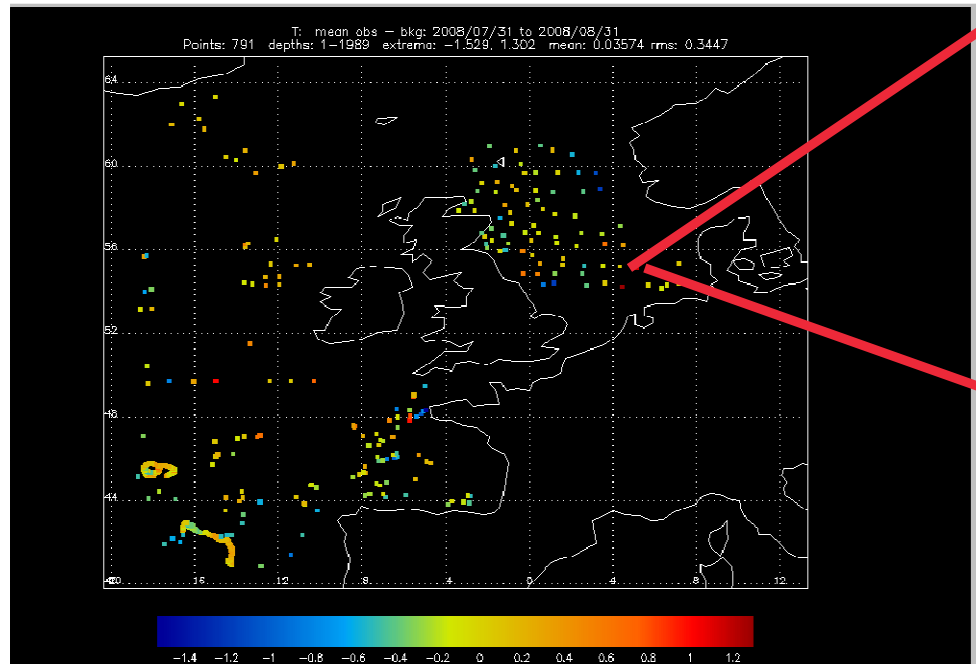 T: mean obs - bkg: 2008/07/31 to 2008/08/31
Points: 791 depths: 1-1989 extrema: -1.529, 1.302 mean: 0.03574 rms: 0.3447
64
60
56
52
48
44
16 12 8 4 0 4 8 12
-1.4 -1.2 -1 -0.8 -0.6 -0.4 -0.2 0 0.2 0.4 0.6 0.8 1 1.2